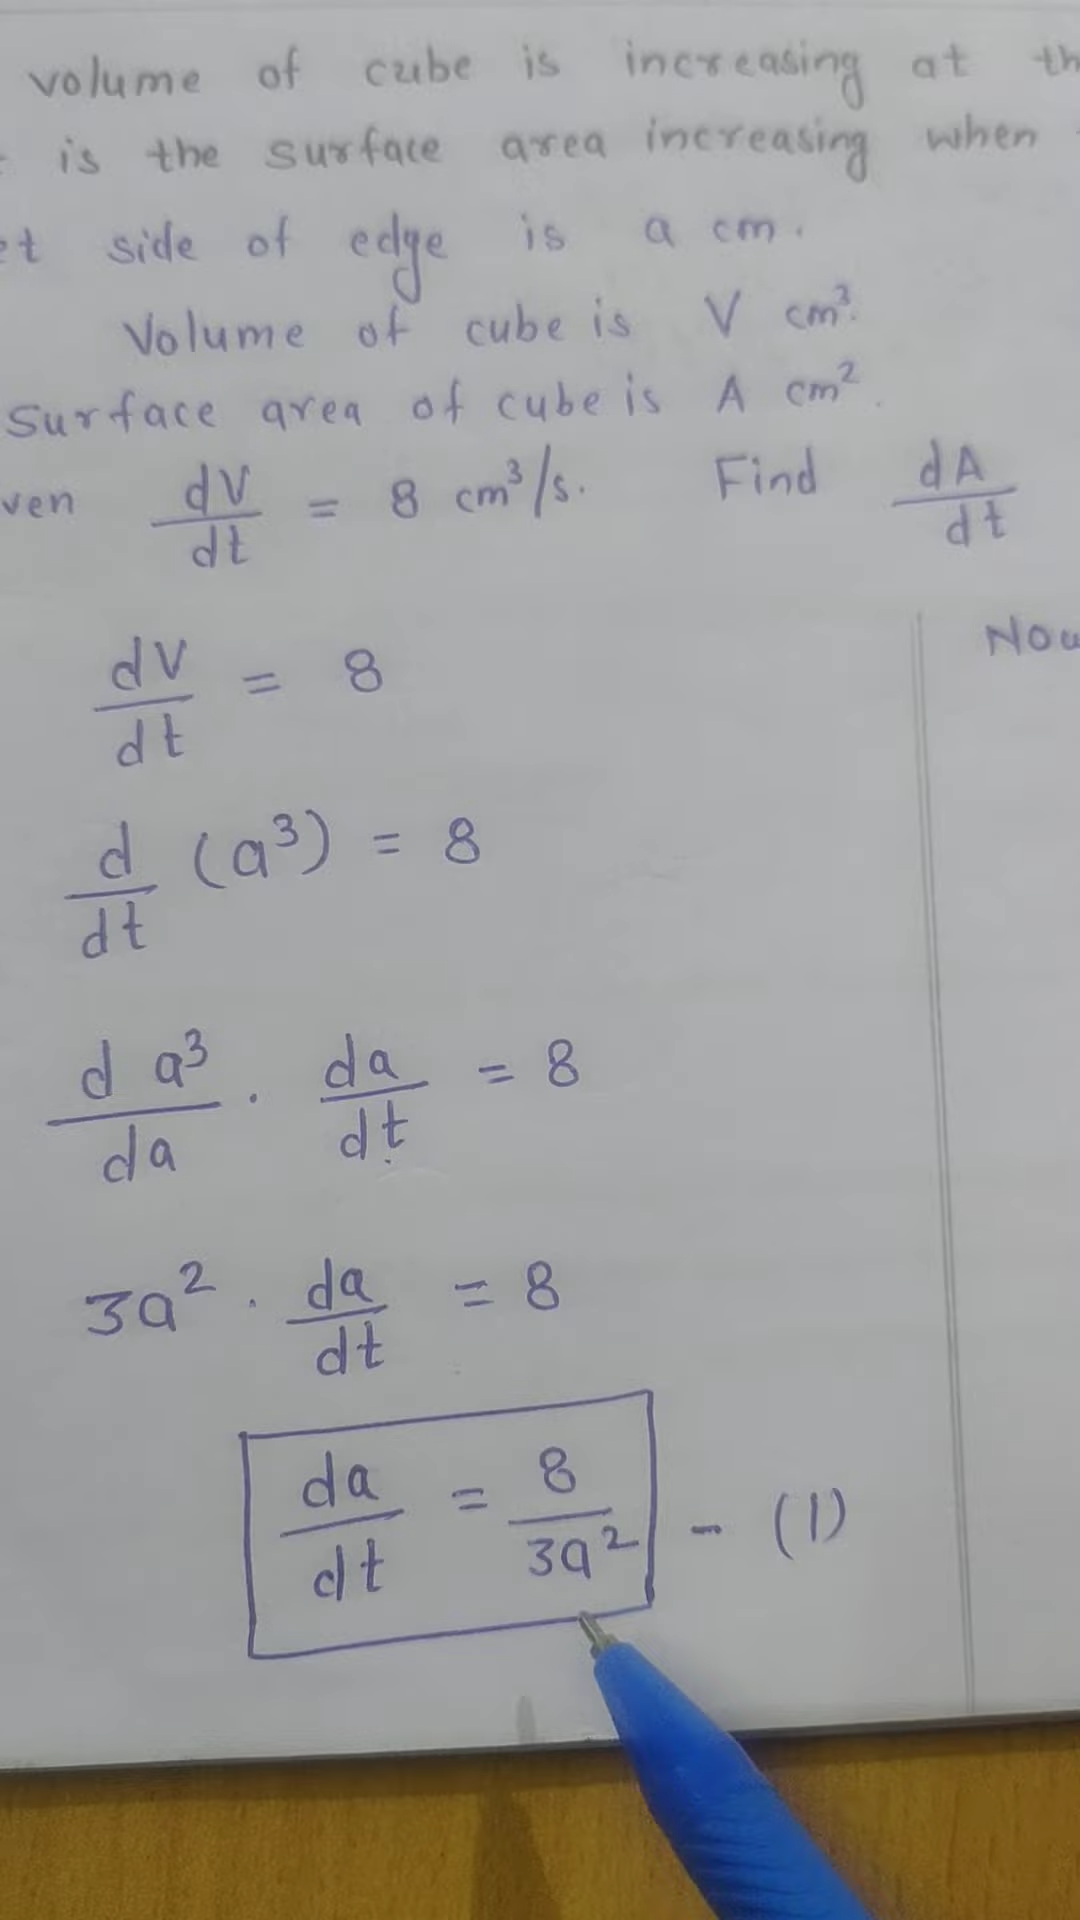 volume of cube is increasing at th
is the surface area increasing when
et side of edge is a cm.
Volume of cube is V cm³.
Surface area of cube is A cm².
ven dV/dt = 8 cm³/s. Find dA/dt
Now
dV/dt = 8
d/dt (a³) = 8
d a³/da . da/dt = 8
3a² . da/dt = 8
da/dt = 8/3a² - (1)